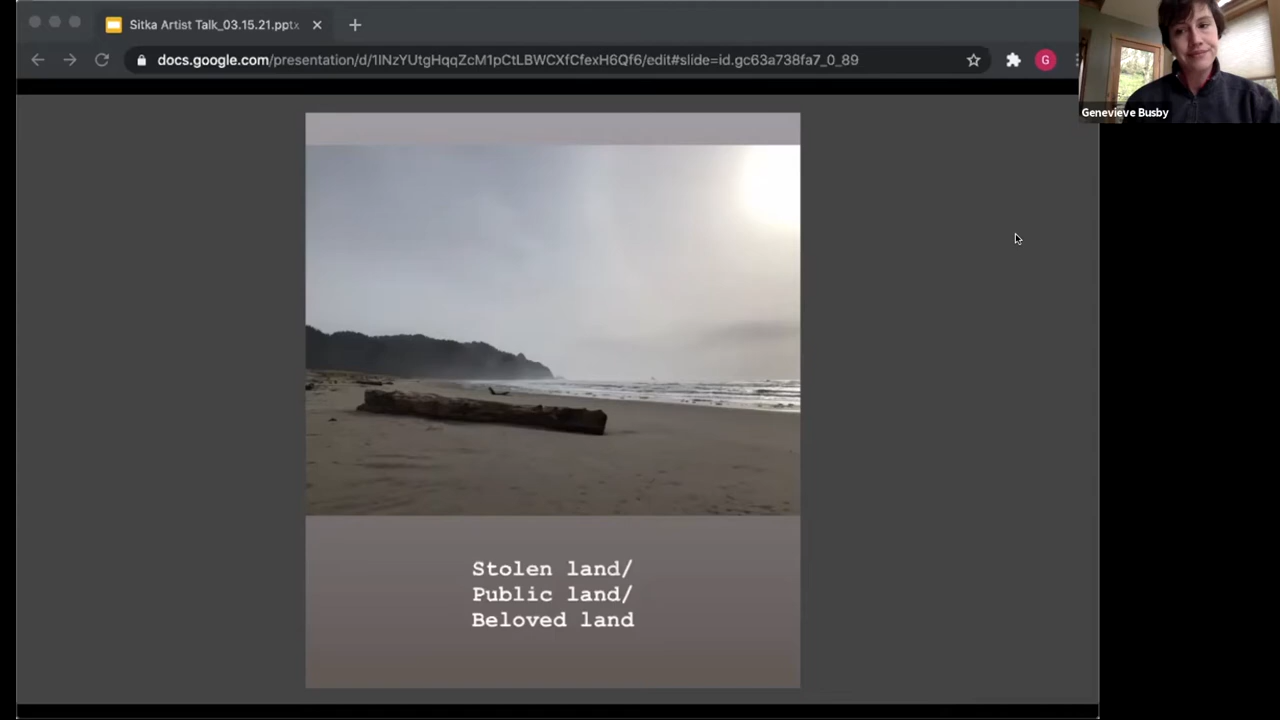 Sitka Artist Talk_03.15.21.pptx
docs.google.com/presentation/d/1lNzYUtgHqqZcM1pCtLBWCXfCfexH6Qf6/edit#slide=id.gc63a738fa7_0_89
G
Genevieve Busby
Stolen land/
Public land/
Beloved land